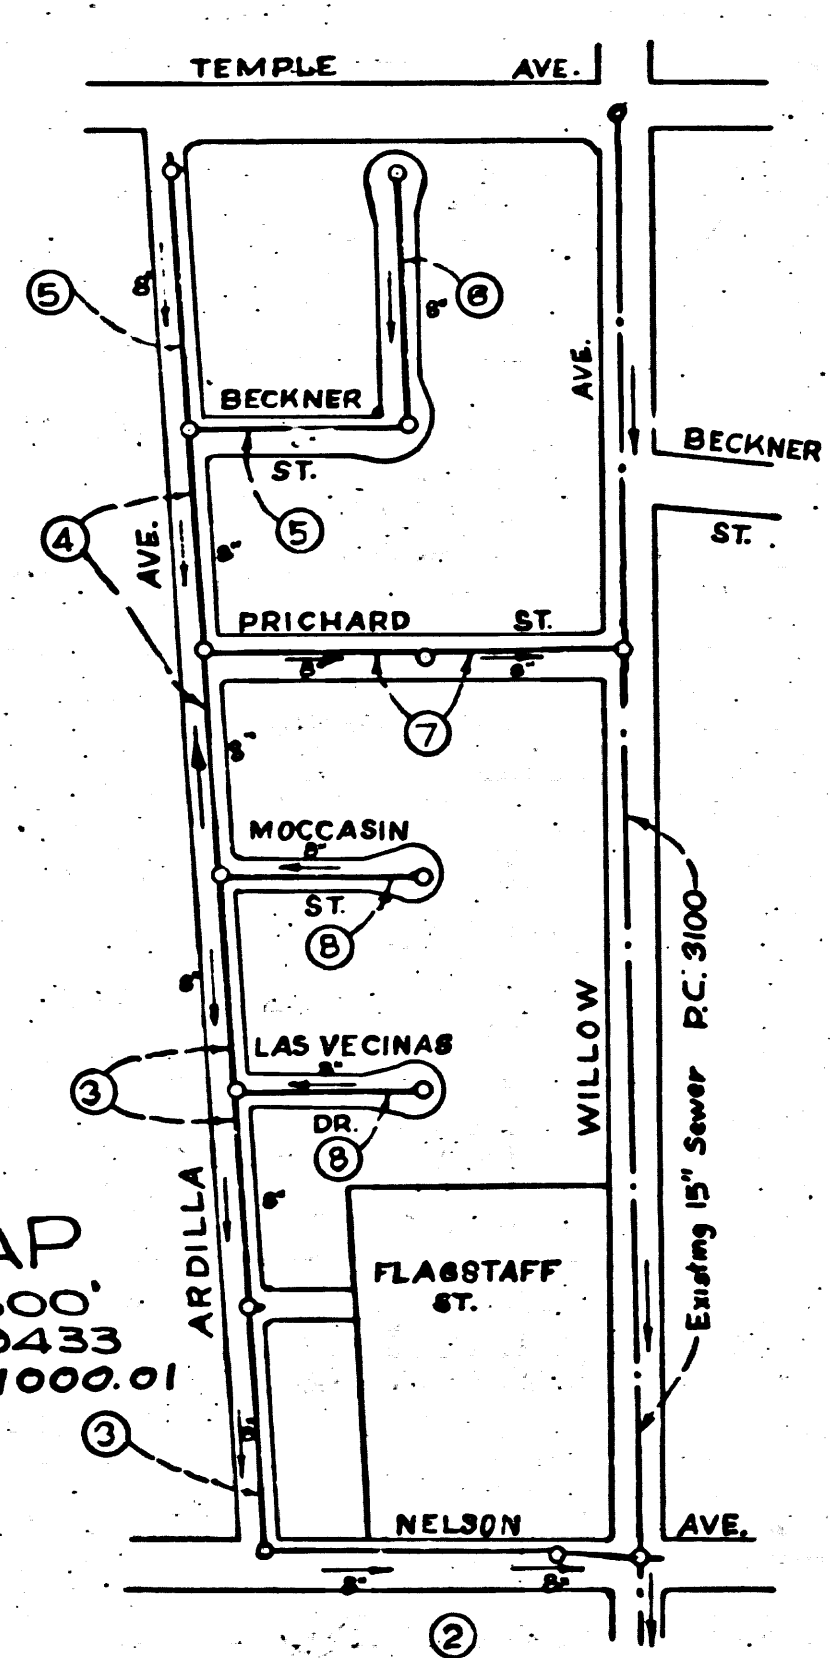 TEMPLE AVE.
8"
5
6
8"
BECKNER
ST.
5
AVE.
BECKNER
ST.
4
AVE.
8"
PRICHARD ST.
8" 8"
7
8"
MOCCASIN
8"
ST.
8
8"
LAS VECINAS
8"
DR.
8
3
WILLOW
Existing 15" Sewer P.C. 3100
ARDILLA
8"
FLAGSTAFF
ST.
AP
00'
0433
1000.01
3
8"
NELSON AVE.
8" 8"
2